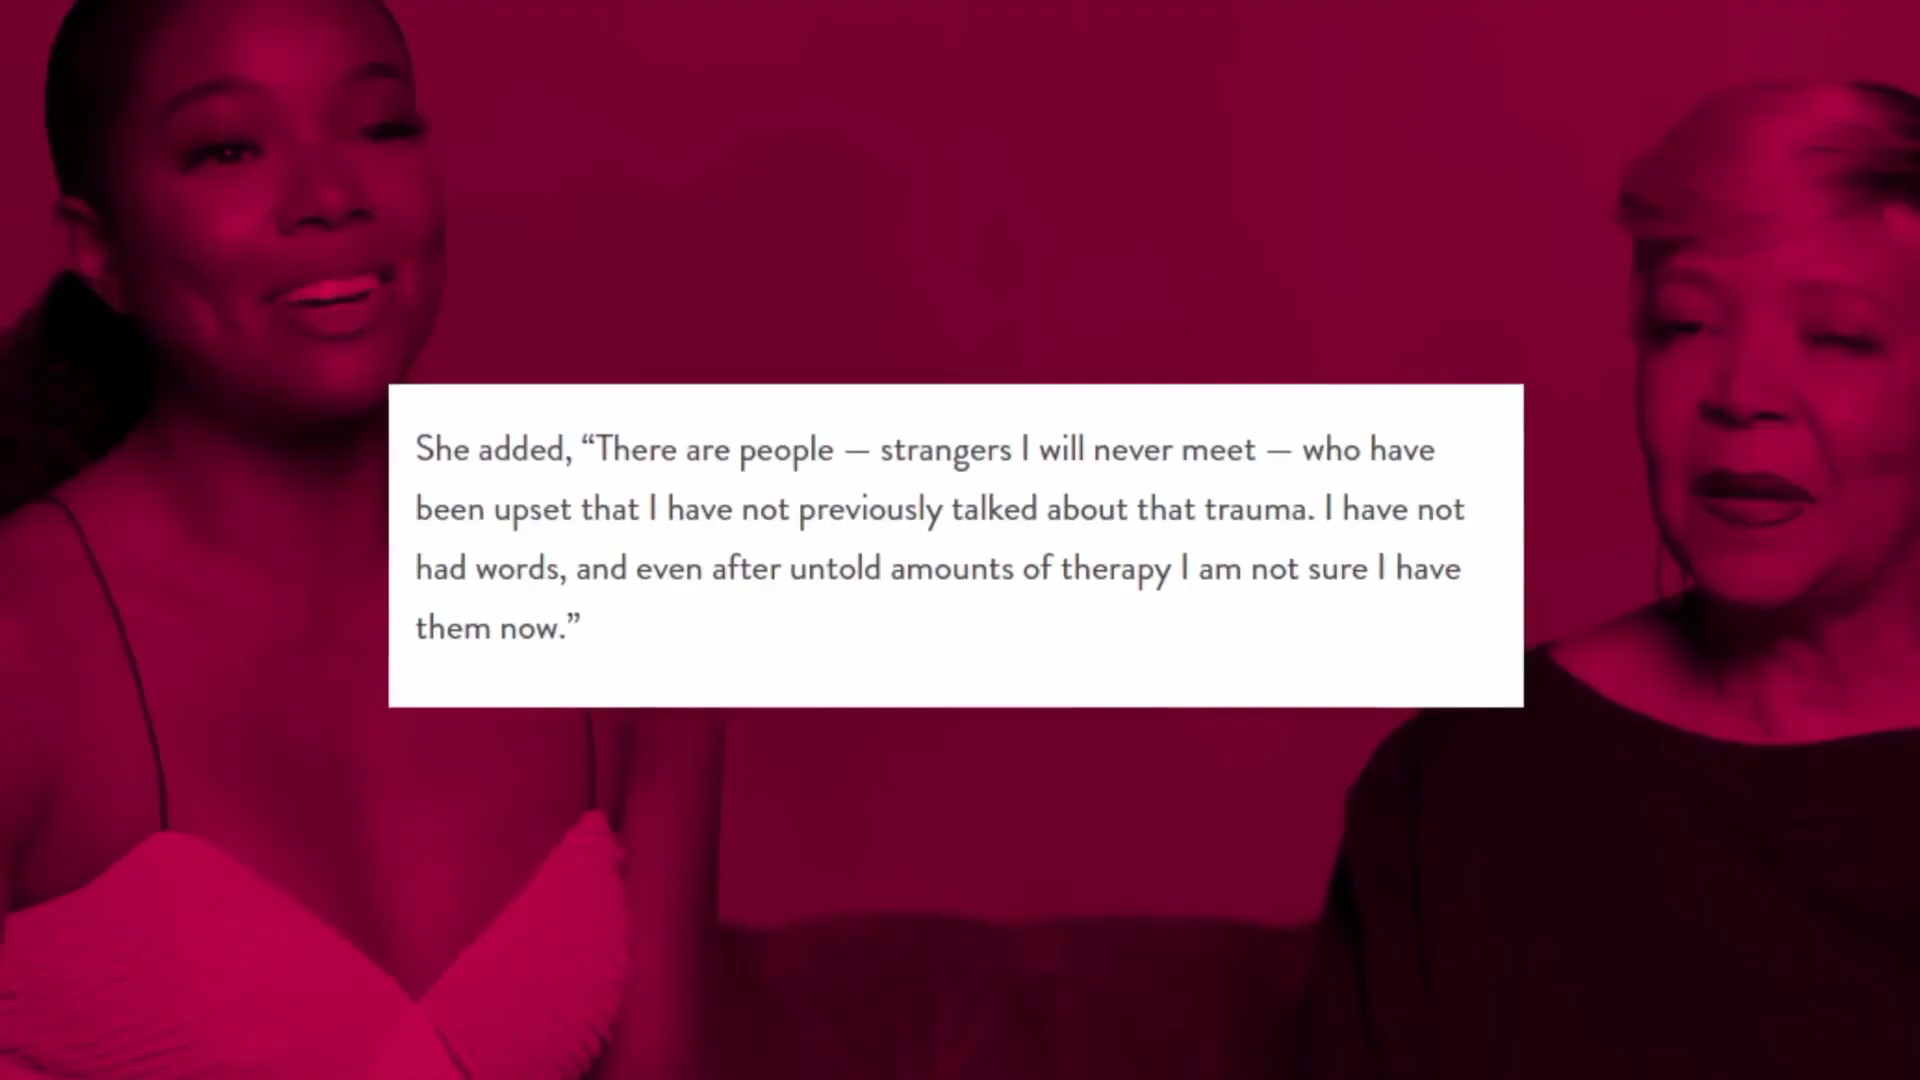 She added, “There are people — strangers I will never meet — who have
been upset that I have not previously talked about that trauma. I have not
had words, and even after untold amounts of therapy I am not sure I have
them now.”